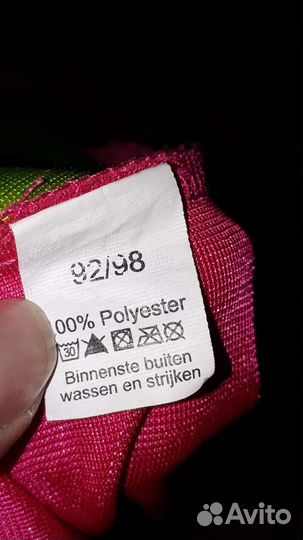 92/98
00% Polyester
30
Binnenste buiten
wassen en strijken
Avito